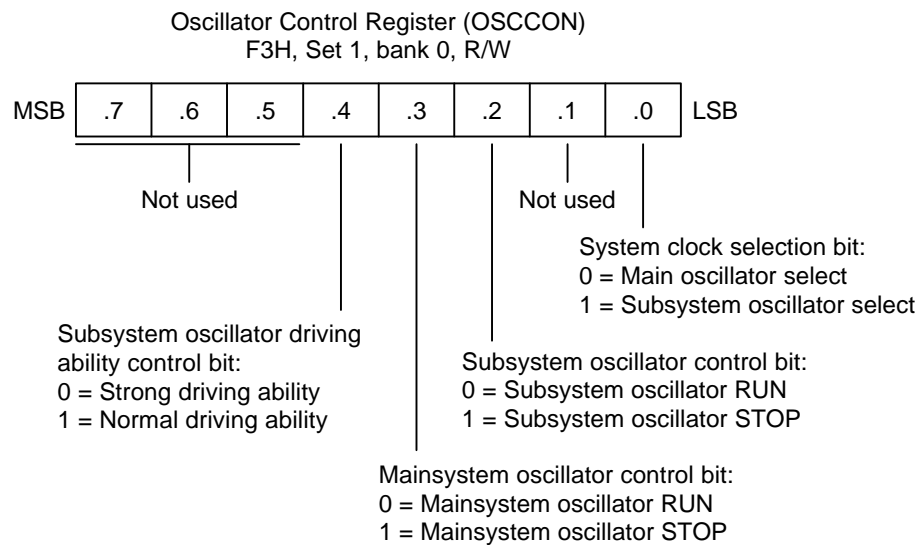 Oscillator Control Register (OSCCON)
F3H, Set 1, bank 0, R/W
MSB .7 .6 .5 .4 .3 .2 .1 .0 LSB
Not used
Not used
System clock selection bit:
0 = Main oscillator select
1 = Subsystem oscillator select
Subsystem oscillator driving
ability control bit:
0 = Strong driving ability
1 = Normal driving ability
Subsystem oscillator control bit:
0 = Subsystem oscillator RUN
1 = Subsystem oscillator STOP
Mainsystem oscillator control bit:
0 = Mainsystem oscillator RUN
1 = Mainsystem oscillator STOP